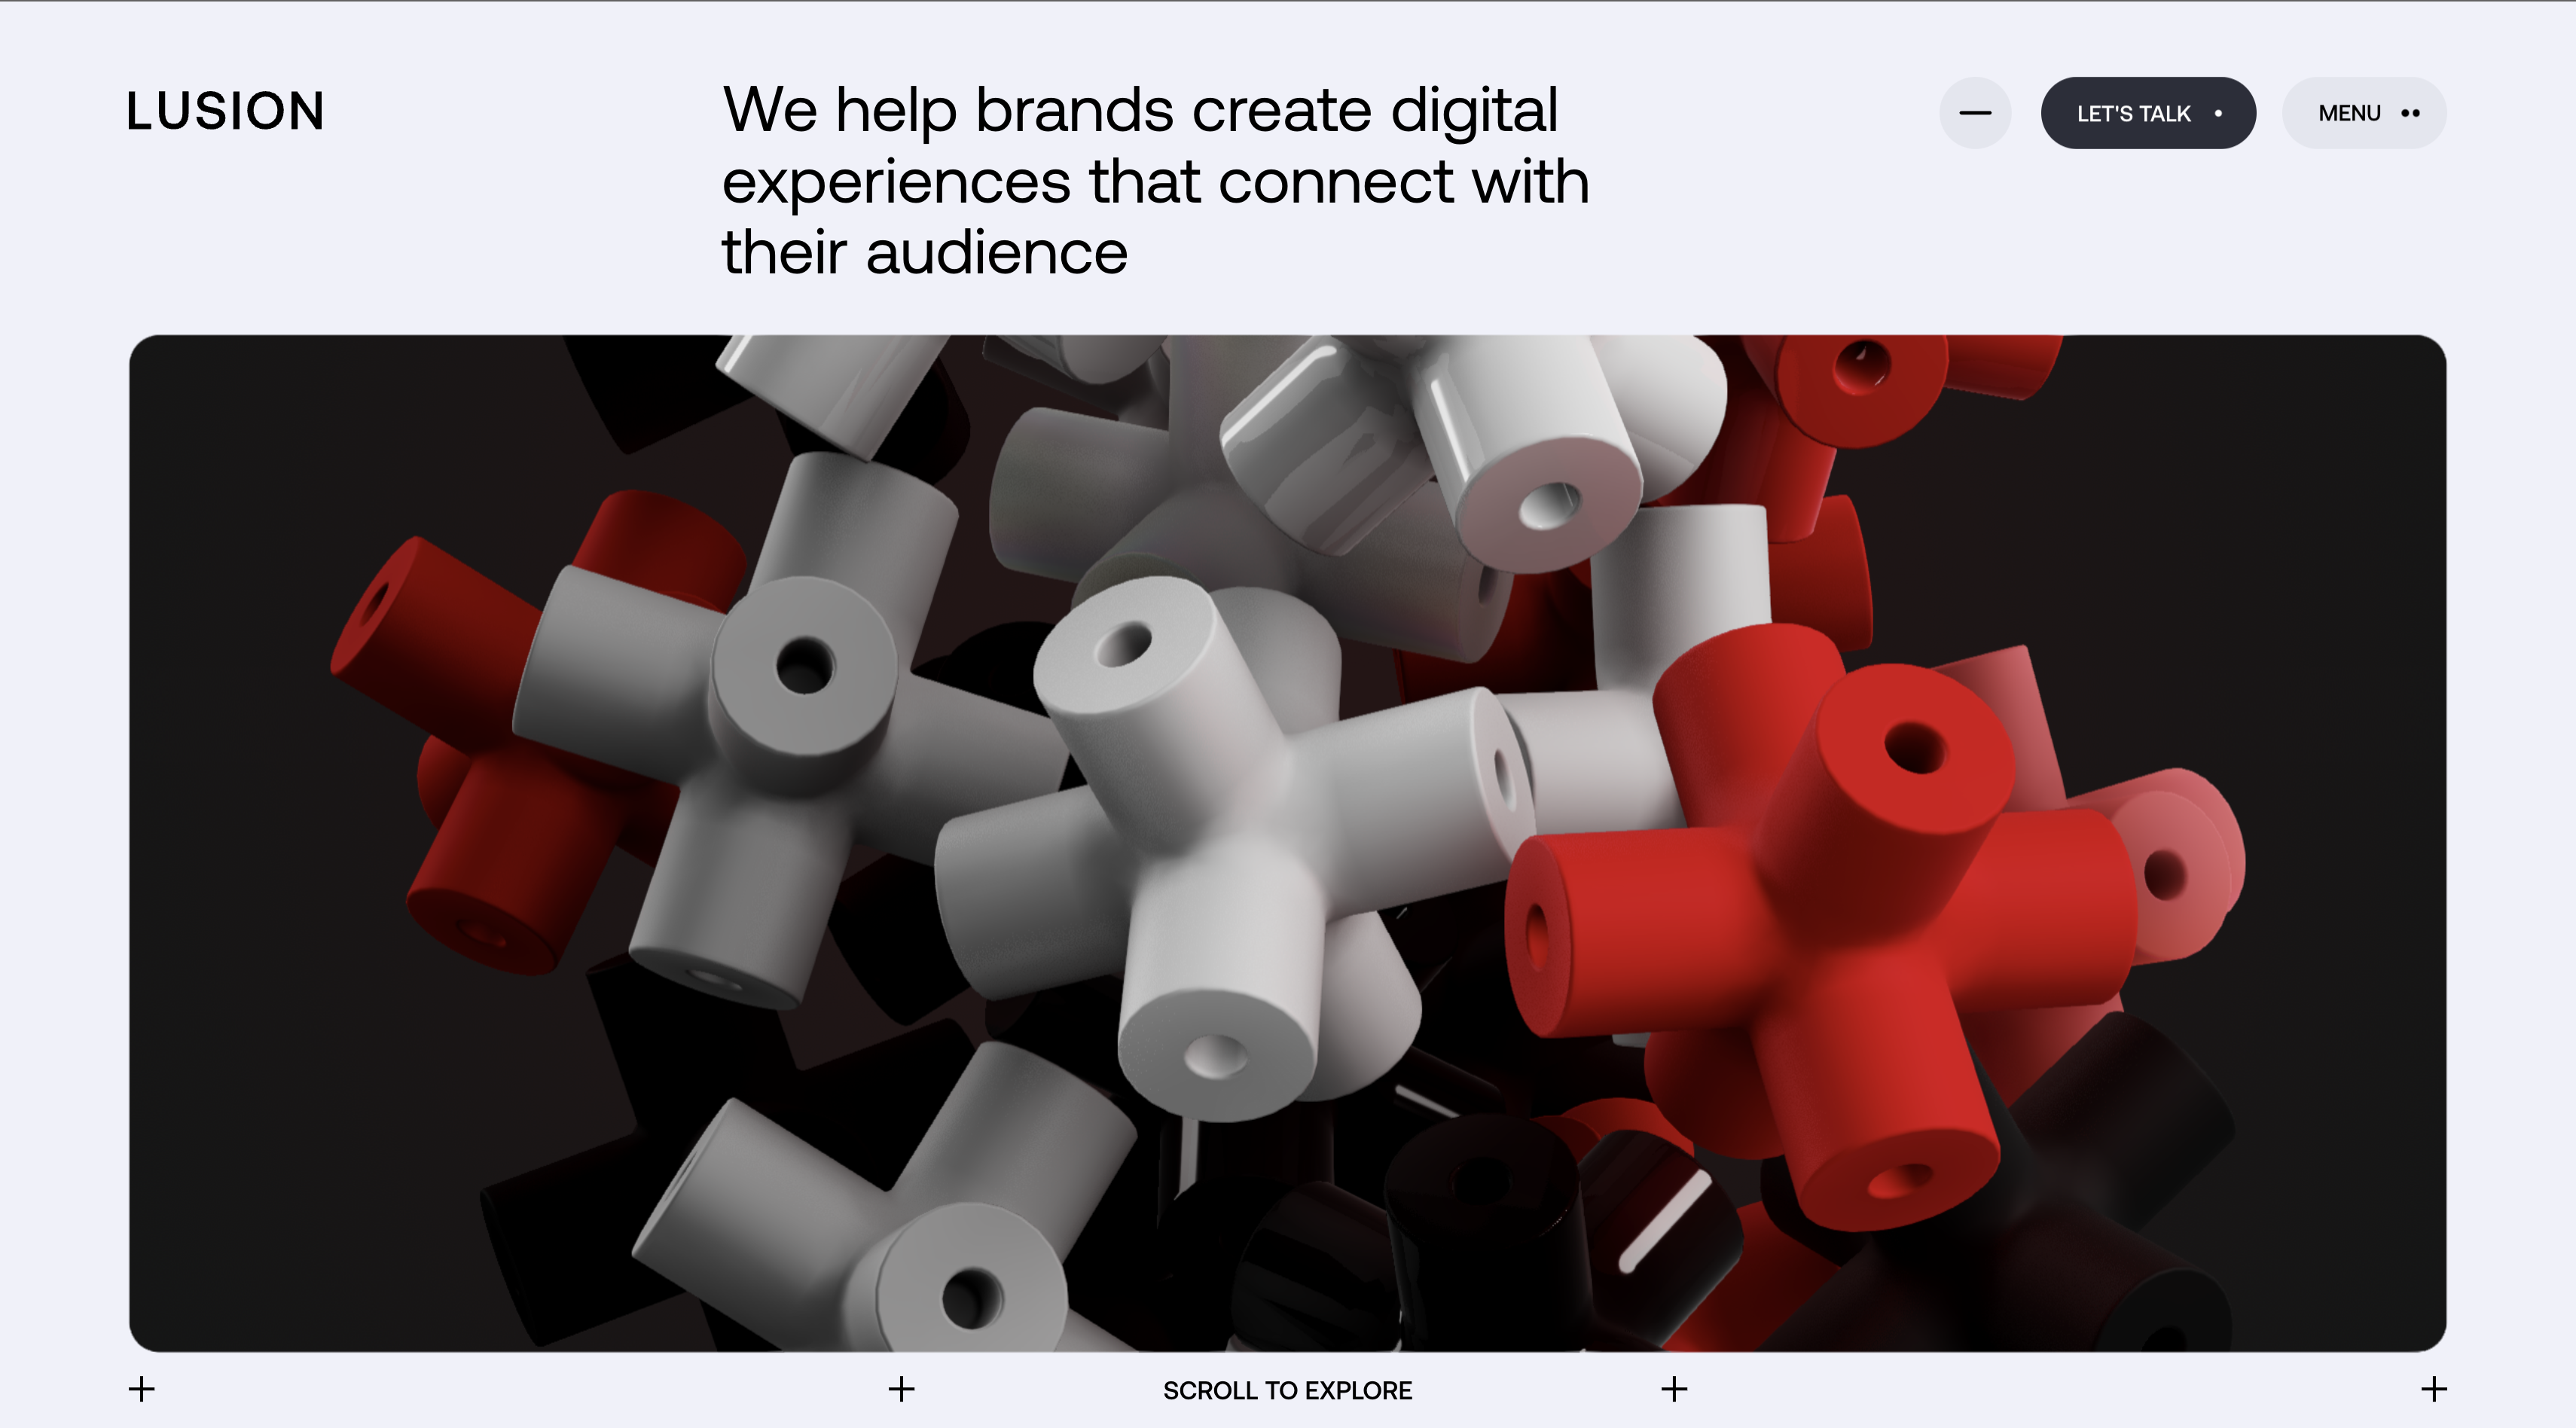 LUSION
We help brands create digital
experiences that connect with
their audience
LET'S TALK
MENU
SCROLL TO EXPLORE